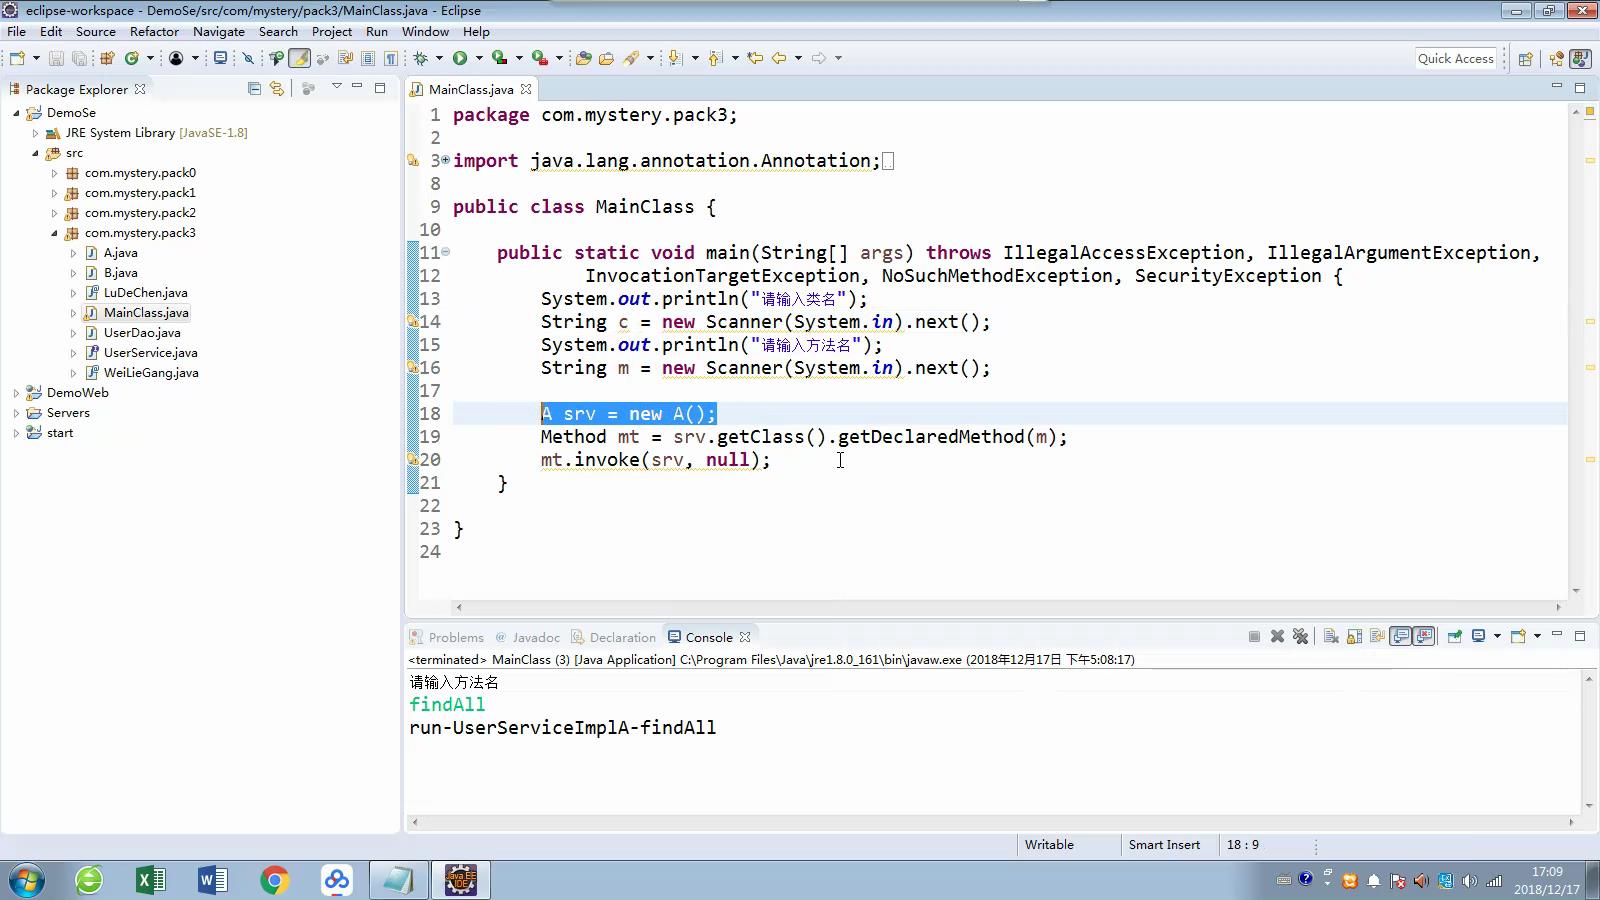 eclipse-workspace - DemoSe/src/com/mystery/pack3/MainClass.java - Eclipse
File Edit Source Refactor Navigate Search Project Run Window Help
Quick Access
Package Explorer
DemoSe
JRE System Library [JavaSE-1.8]
src
com.mystery.pack0
com.mystery.pack1
com.mystery.pack2
com.mystery.pack3
A.java
B.java
LuDeChen.java
MainClass.java
UserDao.java
UserService.java
WeiLieGang.java
DemoWeb
Servers
start
MainClass.java
1 package com.mystery.pack3;
2
3 import java.lang.annotation.Annotation;
8
9 public class MainClass {
10
11 public static void main(String[] args) throws IllegalAccessException, IllegalArgumentException,
12 InvocationTargetException, NoSuchMethodException, SecurityException {
13 System.out.println("请输入类名");
14 String c = new Scanner(System.in).next();
15 System.out.println("请输入方法名");
16 String m = new Scanner(System.in).next();
17
18 A srv = new A();
19 Method mt = srv.getClass().getDeclaredMethod(m);
20 mt.invoke(srv, null);
21 }
22
23 }
24
Problems @ Javadoc Declaration Console
<terminated> MainClass (3) [Java Application] C:\Program Files\Java\jre1.8.0_161\bin\javaw.exe (2018年12月17日 下午5:08:17)
请输入方法名
findAll
run-UserServiceImplA-findAll
Writable Smart Insert 18 : 9
Java EE
IDE
17:09
2018/12/17